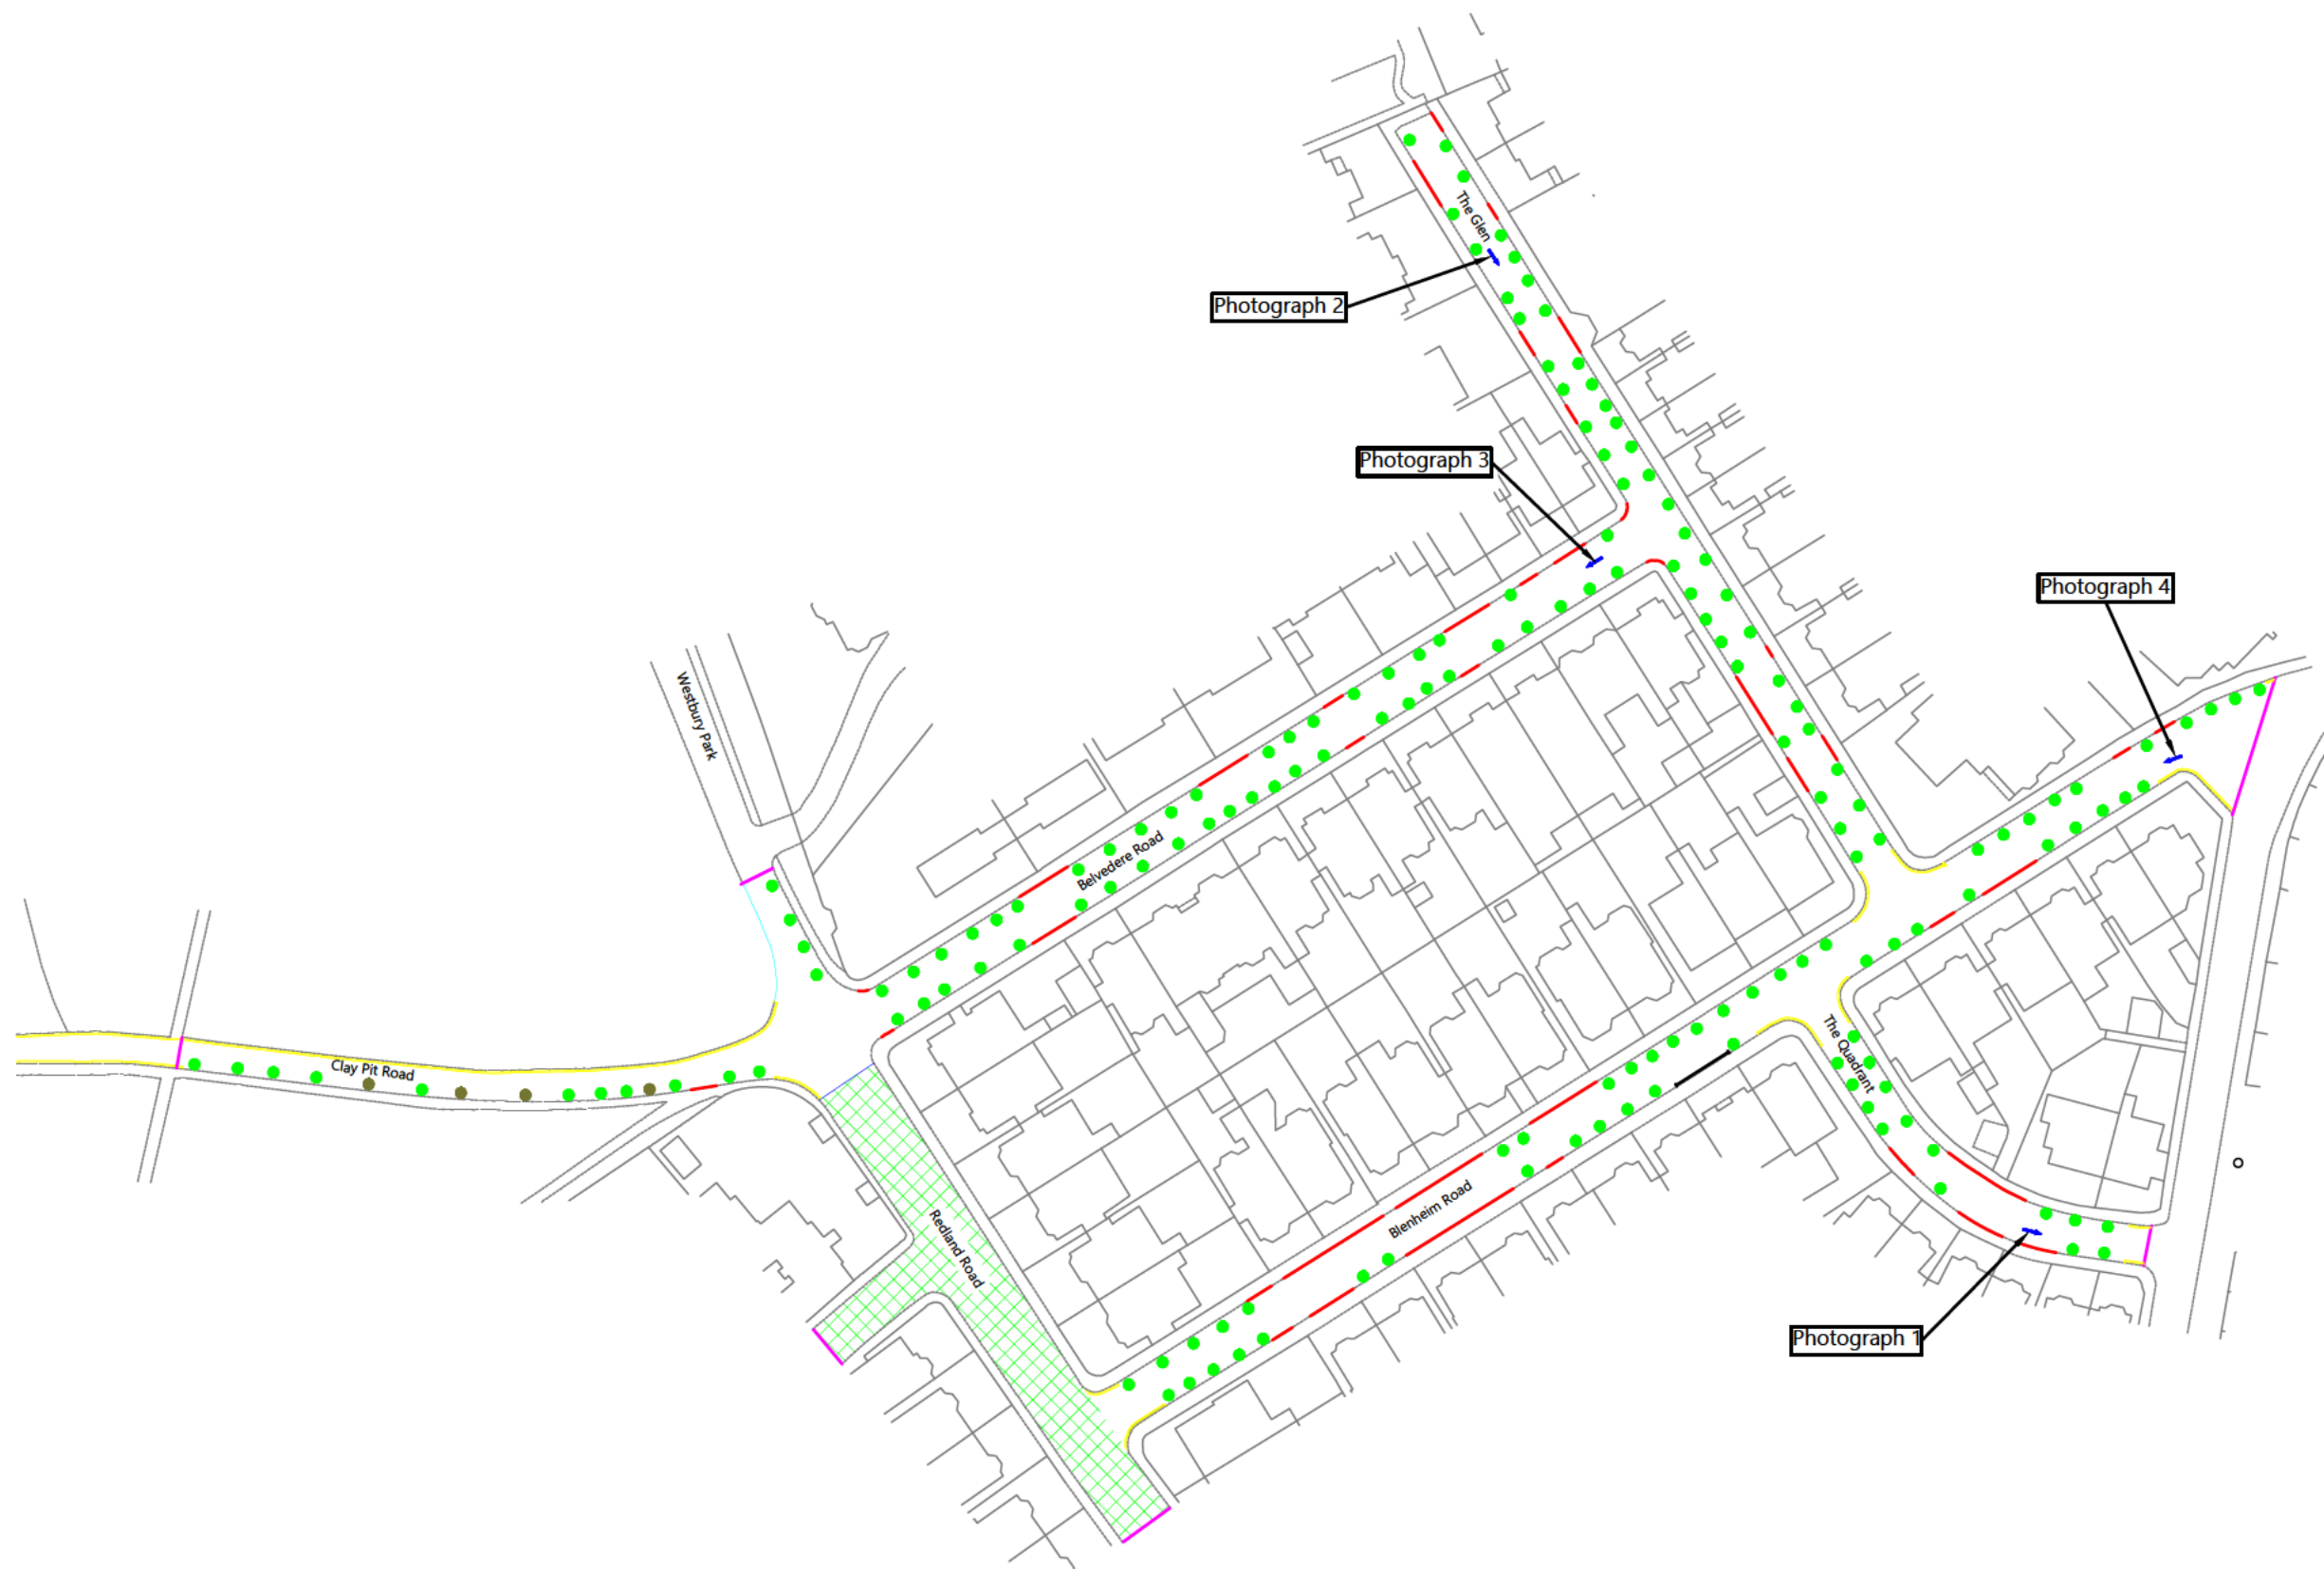 The Glen
Photograph 2
Photograph 3
Photograph 4
Westbury Park
Belvedere Road
Clay Pit Road
The Quadrant
Blenheim Road
Redland Road
Photograph 1